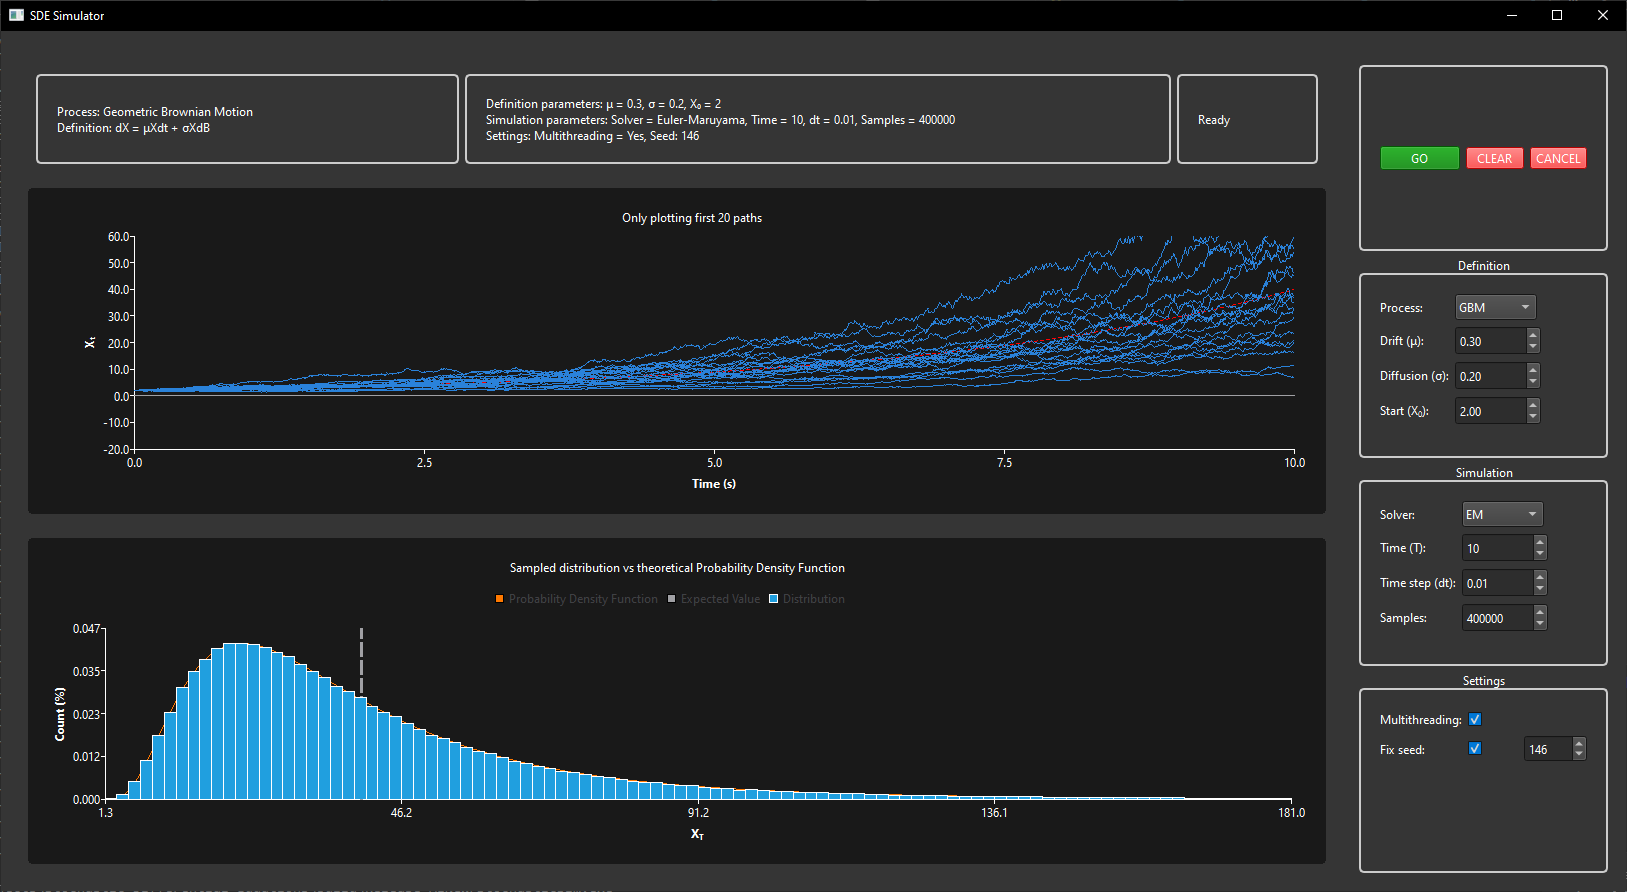 SDE Simulator
Process: Geometric Brownian Motion
Definition: dX = μXdt + σXdB
Definition parameters: μ = 0.3, σ = 0.2, X₀ = 2
Simulation parameters: Solver = Euler-Maruyama, Time = 10, dt = 0.01, Samples = 400000
Settings: Multithreading = Yes, Seed: 146
Ready
GO CLEAR CANCEL
Only plotting first 20 paths
60.0
50.0
40.0
30.0
20.0
10.0
0.0
-10.0
-20.0
Xₜ
0.0 2.5 5.0 7.5 10.0
Time (s)
Sampled distribution vs theoretical Probability Density Function
Probability Density Function Expected Value Distribution
0.047
0.035
0.023
0.012
0.000
Count (%)
1.3 46.2 91.2 136.1 181.0
X_T
Definition
Process: GBM
Drift (μ): 0.30
Diffusion (σ): 0.20
Start (X₀): 2.00
Simulation
Solver: EM
Time (T): 10
Time step (dt): 0.01
Samples: 400000
Settings
Multithreading:
Fix seed: 146